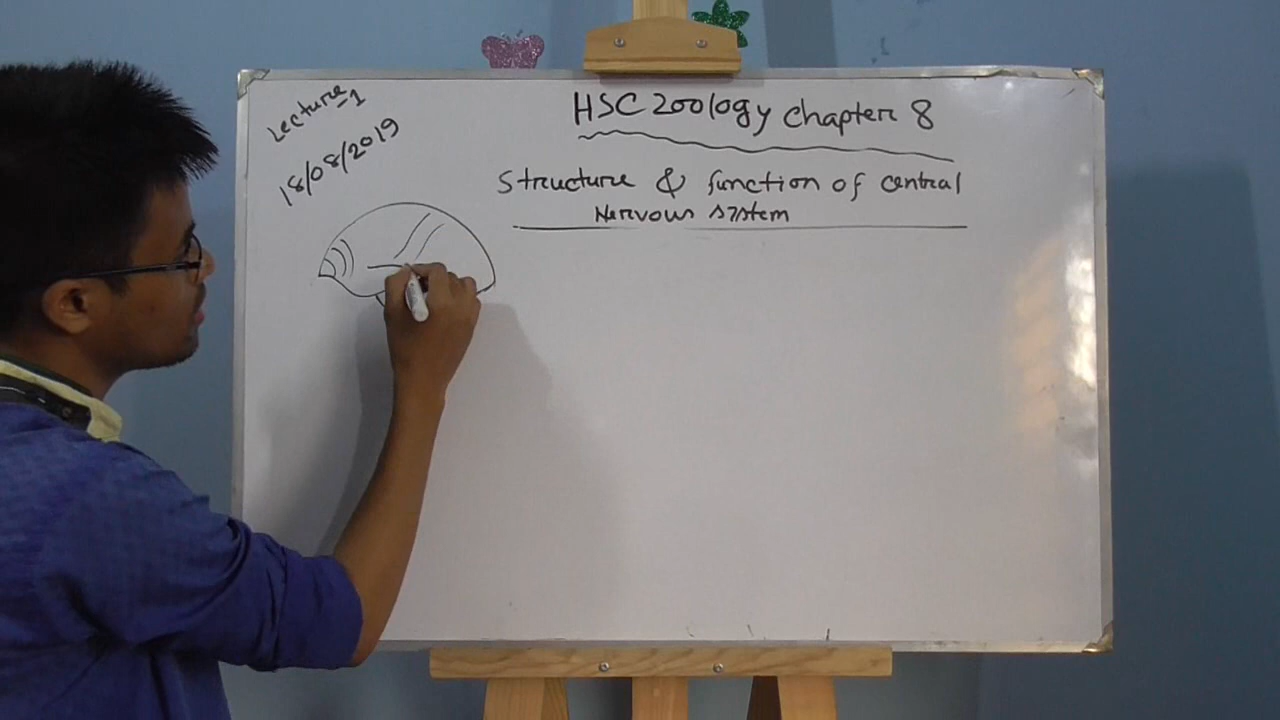 Lecture-1
18/08/2019
HSC Zoology Chapter 8
Structure & function of central
Nervous system